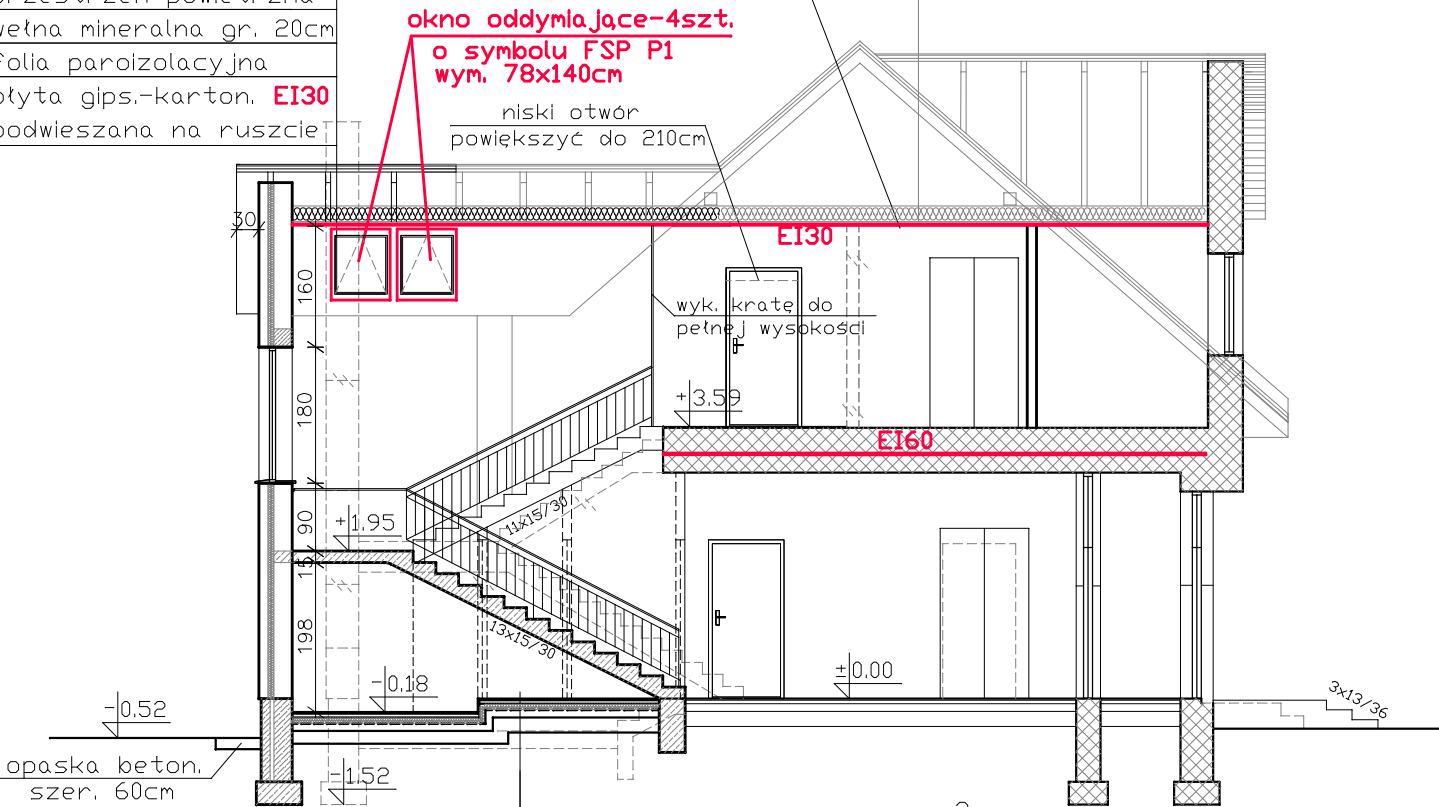 wełna mineralna gr. 20cm
folia paroizolacyjna
płyta gips.-karton. EI30
podwieszana na ruszcie
okno oddymiające-4szt.
o symbolu FSP P1
wym. 78x140cm
niski otwór
powiększyć do 210cm
30
EI30
160
wyk. kratę do
pełnej wysokości
180
+3.59
EI60
90
+1.95
11x15/30
15
198
13x15/30
-0.18
±0.00
-0.52
3x13/36
opaska beton.
szer. 60cm
-1.52